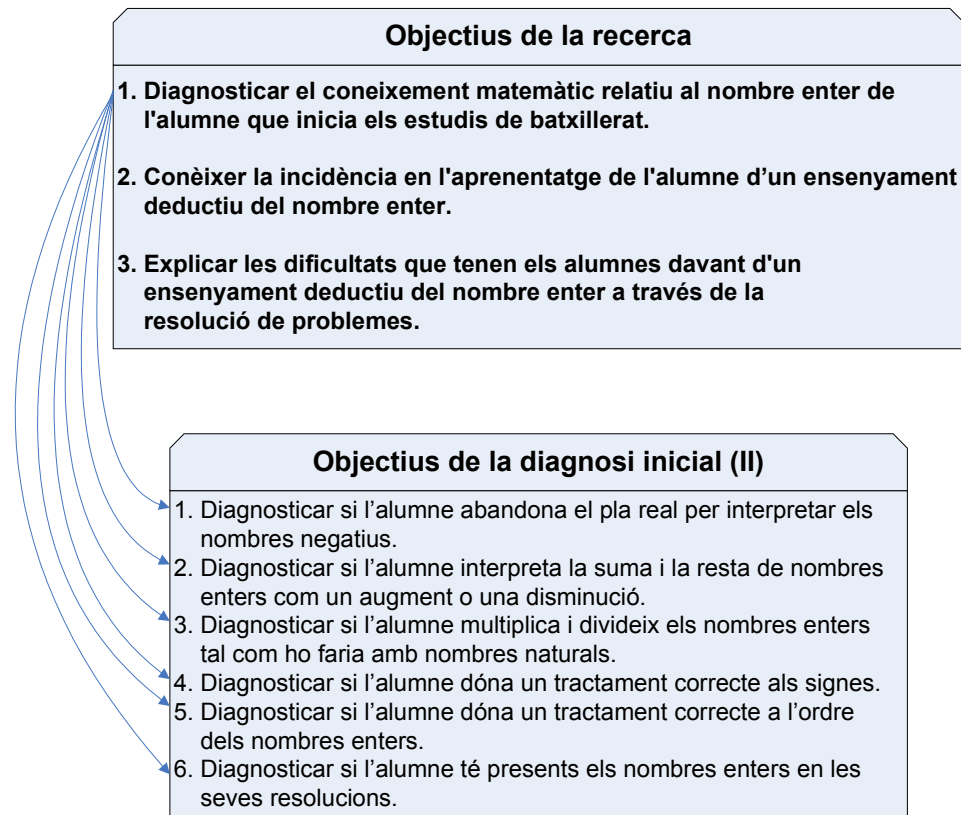 Objectius de la recerca
1. Diagnosticar el coneixement matemàtic relatiu al nombre enter de
l'alumne que inicia els estudis de batxillerat.
2. Conèixer la incidència en l'aprenentatge de l'alumne d’un ensenyament
deductiu del nombre enter.
3. Explicar les dificultats que tenen els alumnes davant d'un
ensenyament deductiu del nombre enter a través de la
resolució de problemes.
Objectius de la diagnosi inicial (II)
1. Diagnosticar si l’alumne abandona el pla real per interpretar els
nombres negatius.
2. Diagnosticar si l’alumne interpreta la suma i la resta de nombres
enters com un augment o una disminució.
3. Diagnosticar si l’alumne multiplica i divideix els nombres enters
tal com ho faria amb nombres naturals.
4. Diagnosticar si l’alumne dóna un tractament correcte als signes.
5. Diagnosticar si l’alumne dóna un tractament correcte a l’ordre
dels nombres enters.
6. Diagnosticar si l’alumne té presents els nombres enters en les
seves resolucions.